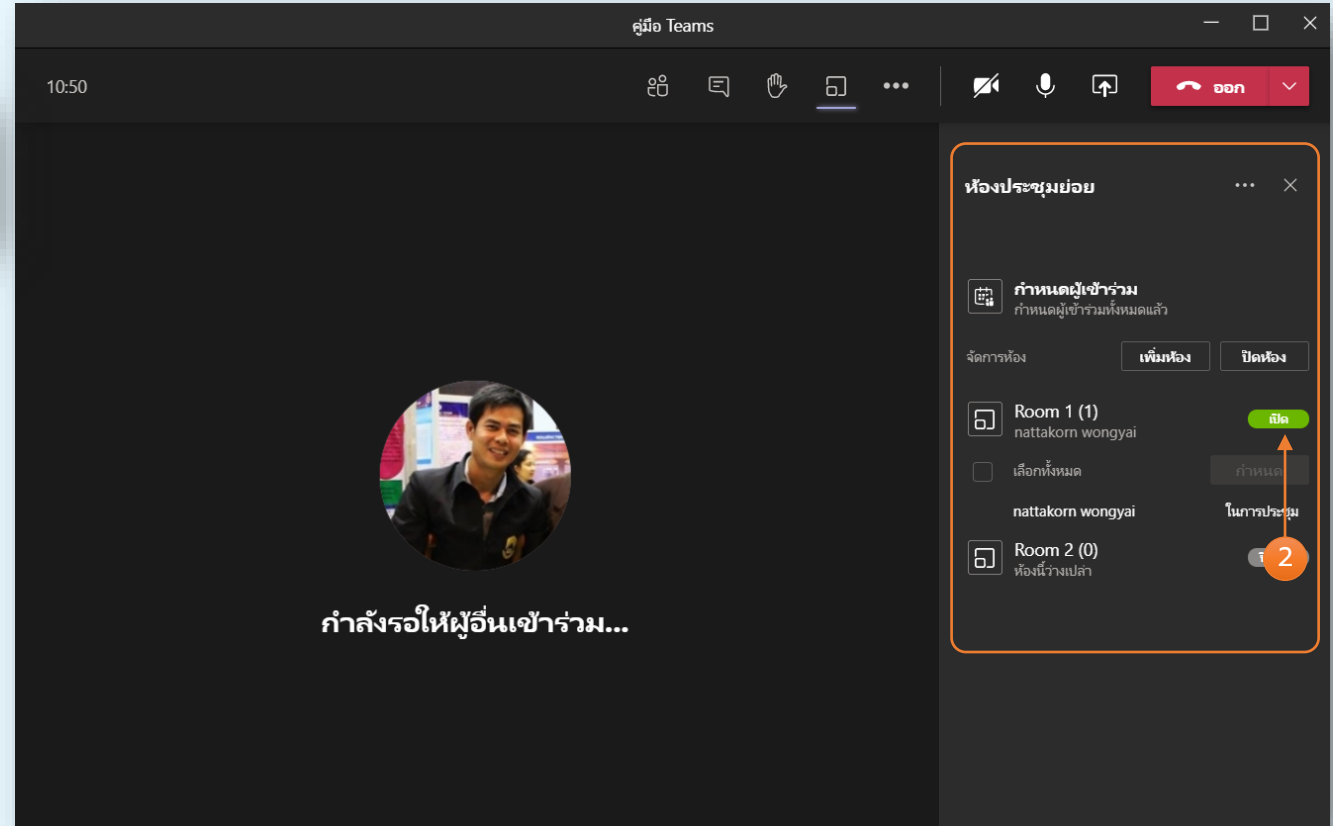 คู่มือ Teams
10:50
ออก
ห้องประชุมย่อย
กำหนดผู้เข้าร่วม
กำหนดผู้เข้าร่วมทั้งหมดแล้ว
จัดการห้อง เพิ่มห้อง ปิดห้อง
Room 1 (1) เปิด
nattakorn wongyai
เลือกทั้งหมด กำหนด
nattakorn wongyai ในการประชุม
Room 2 (0)
ห้องนี้ว่างเปล่า
2
กำลังรอให้ผู้อื่นเข้าร่วม...